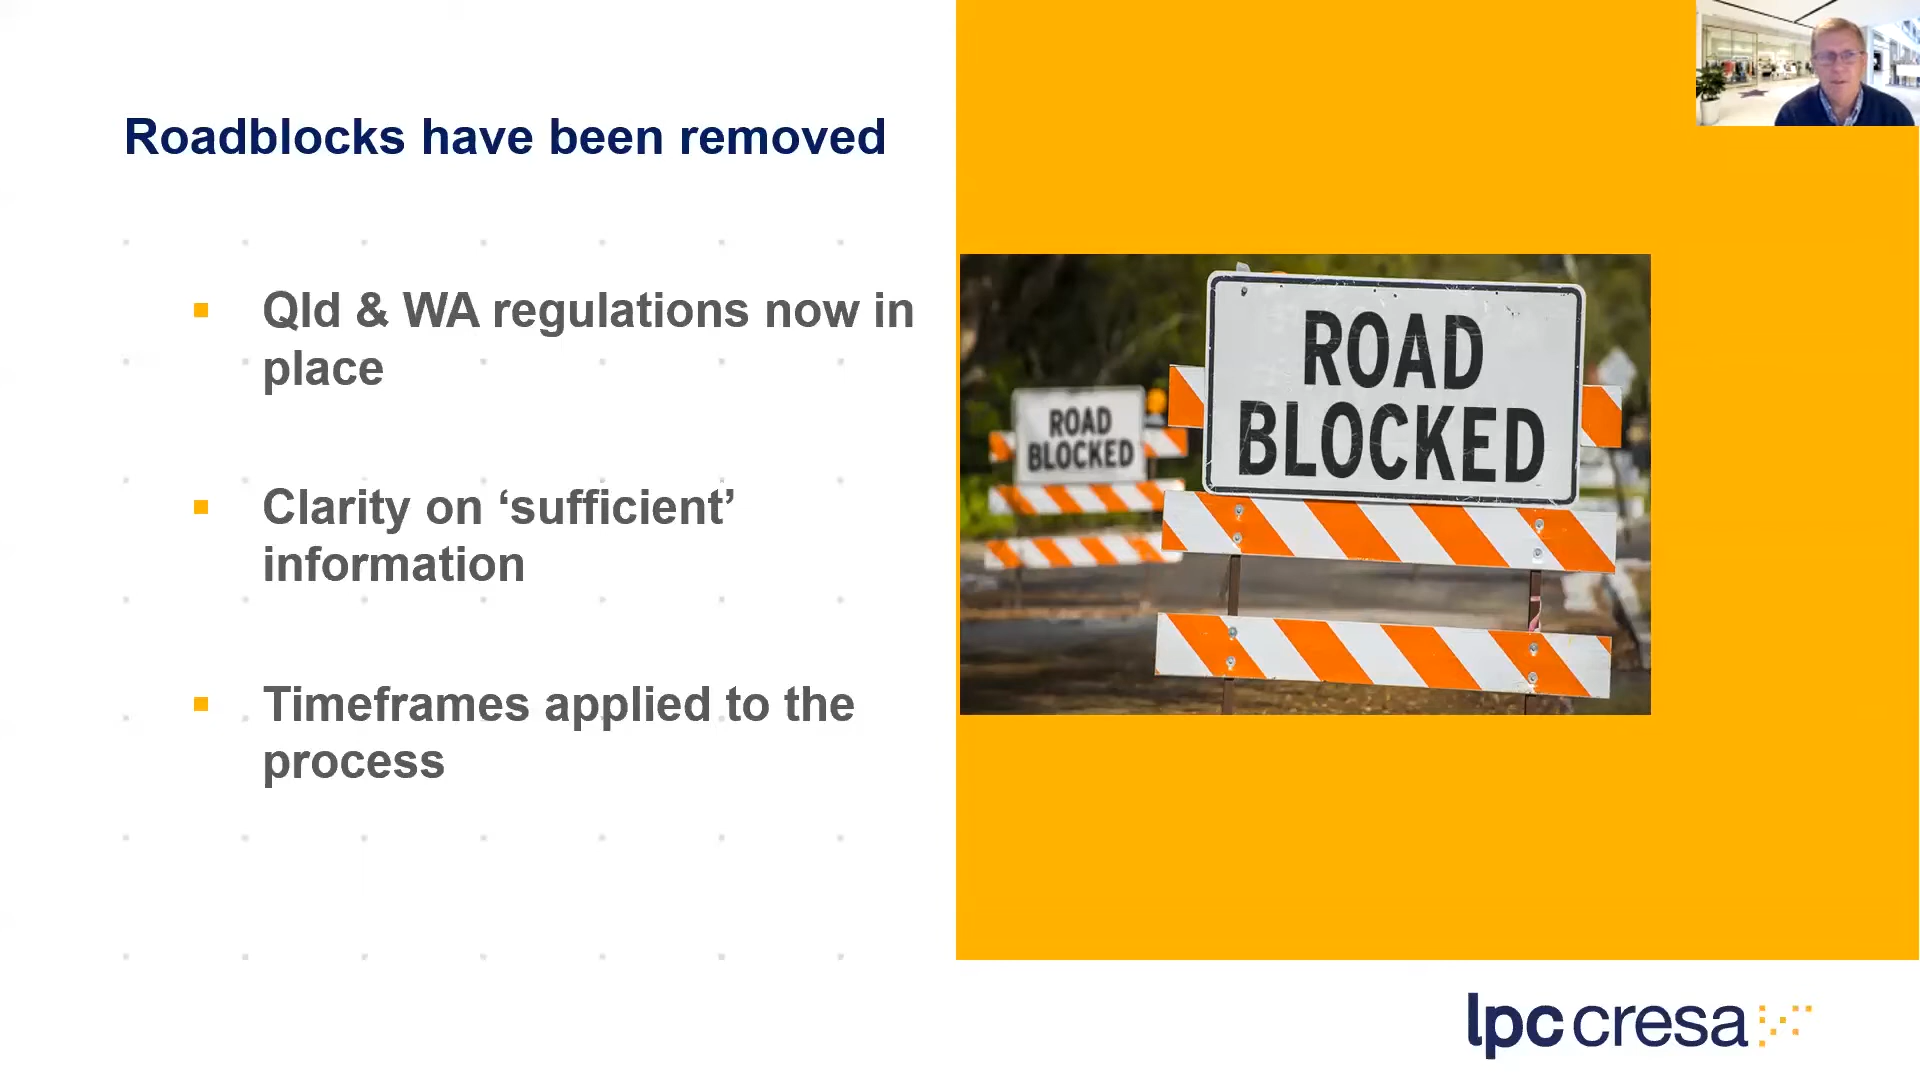 Roadblocks have been removed
Qld & WA regulations now in
place
Clarity on ‘sufficient’
information
Timeframes applied to the
process
ROAD
BLOCKED
ROAD
BLOCKED
lpc cresa